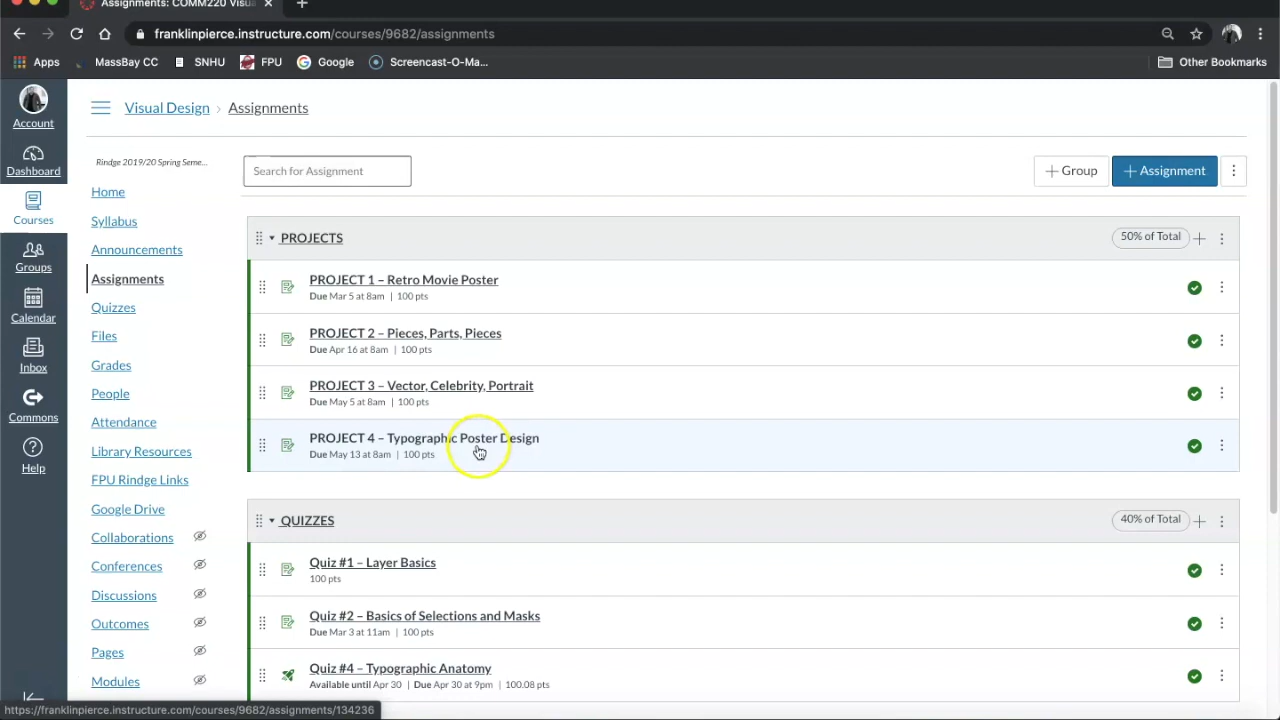 Assignments: COMM220 Visu
franklinpierce.instructure.com/courses/9682/assignments
Apps
MassBay CC
SNHU
FPU
Google
Screencast-O-Ma...
Other Bookmarks
Account
Dashboard
Courses
Groups
Calendar
Inbox
Commons
Help
Visual Design › Assignments
Rindge 2019/20 Spring Seme...
Home
Syllabus
Announcements
Assignments
Quizzes
Files
Grades
People
Attendance
Library Resources
FPU Rindge Links
Google Drive
Collaborations
Conferences
Discussions
Outcomes
Pages
Modules
Search for Assignment
+ Group
+ Assignment
PROJECTS
50% of Total
PROJECT 1 – Retro Movie Poster
Due Mar 5 at 8am | 100 pts
PROJECT 2 – Pieces, Parts, Pieces
Due Apr 16 at 8am | 100 pts
PROJECT 3 – Vector, Celebrity, Portrait
Due May 5 at 8am | 100 pts
PROJECT 4 – Typographic Poster Design
Due May 13 at 8am | 100 pts
QUIZZES
40% of Total
Quiz #1 – Layer Basics
100 pts
Quiz #2 – Basics of Selections and Masks
Due Mar 3 at 11am | 100 pts
Quiz #4 – Typographic Anatomy
Available until Apr 30 | Due Apr 30 at 9pm | 100.08 pts
https://franklinpierce.instructure.com/courses/9682/assignments/134236